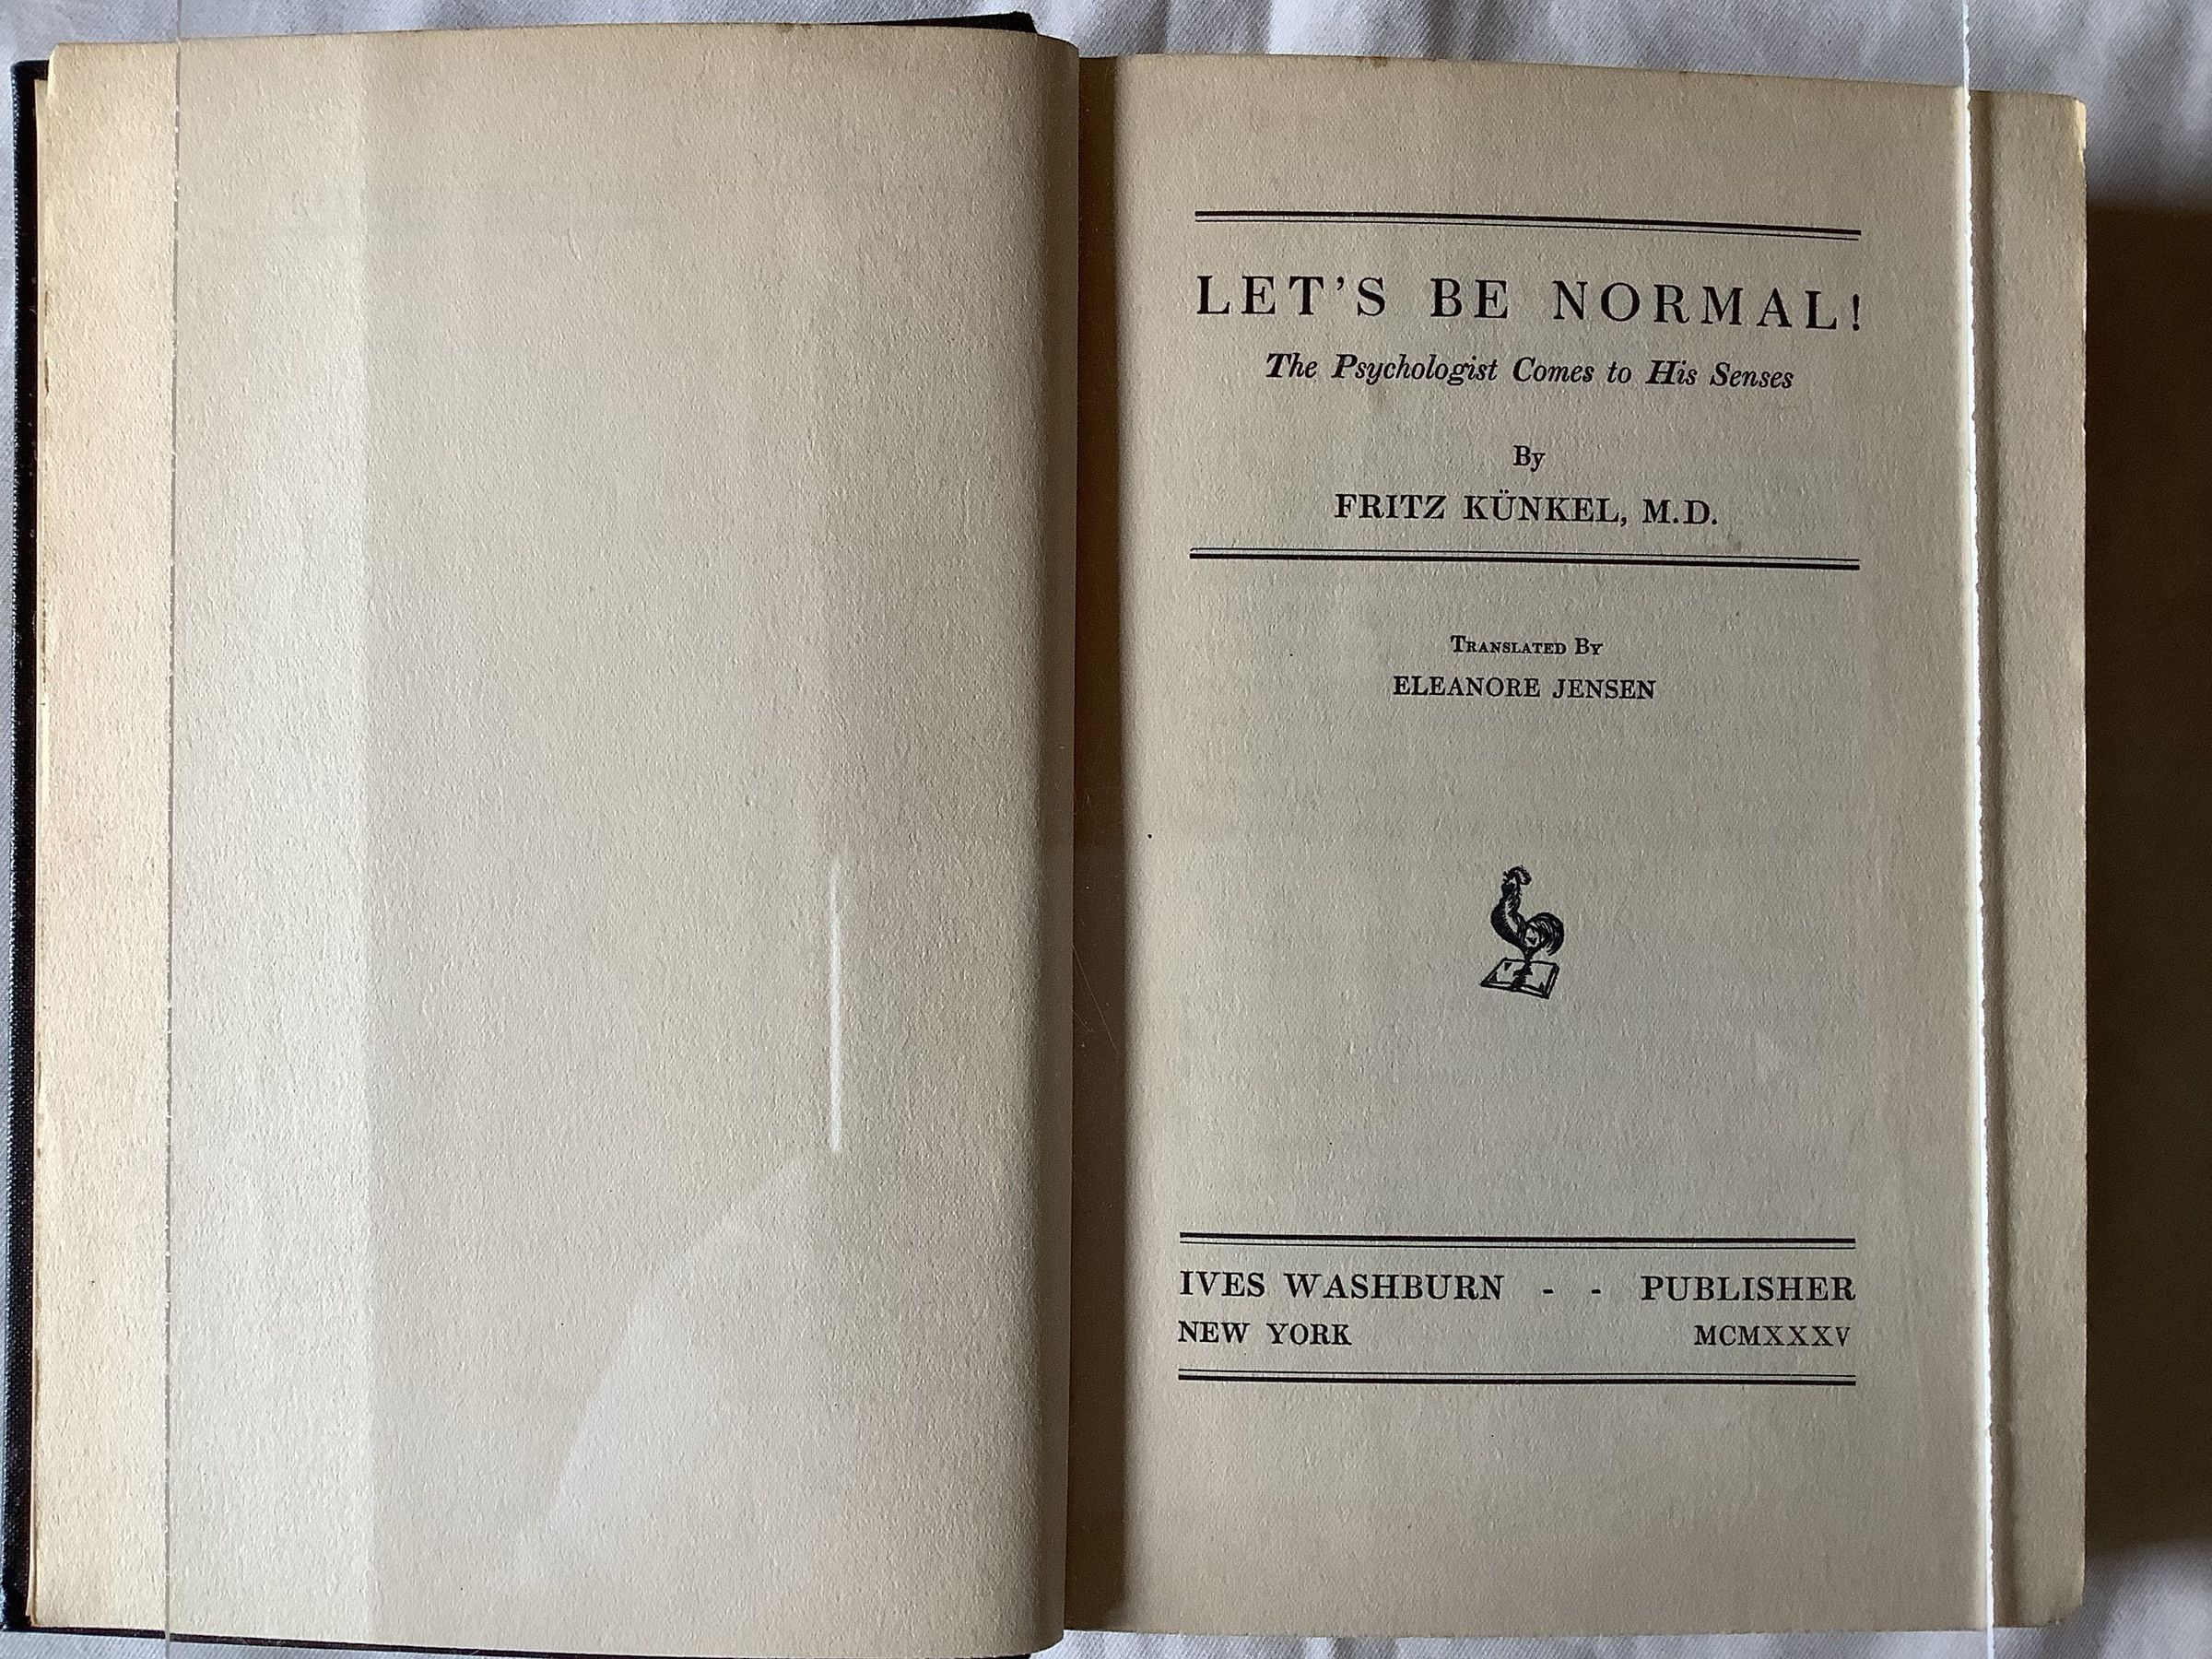 LET'S BE NORMAL!
The Psychologist Comes to His Senses
By
FRITZ KÜNKEL, M.D.
TRANSLATED BY
ELEANORE JENSEN
IVES WASHBURN - - PUBLISHER
NEW YORK MCMXXXV